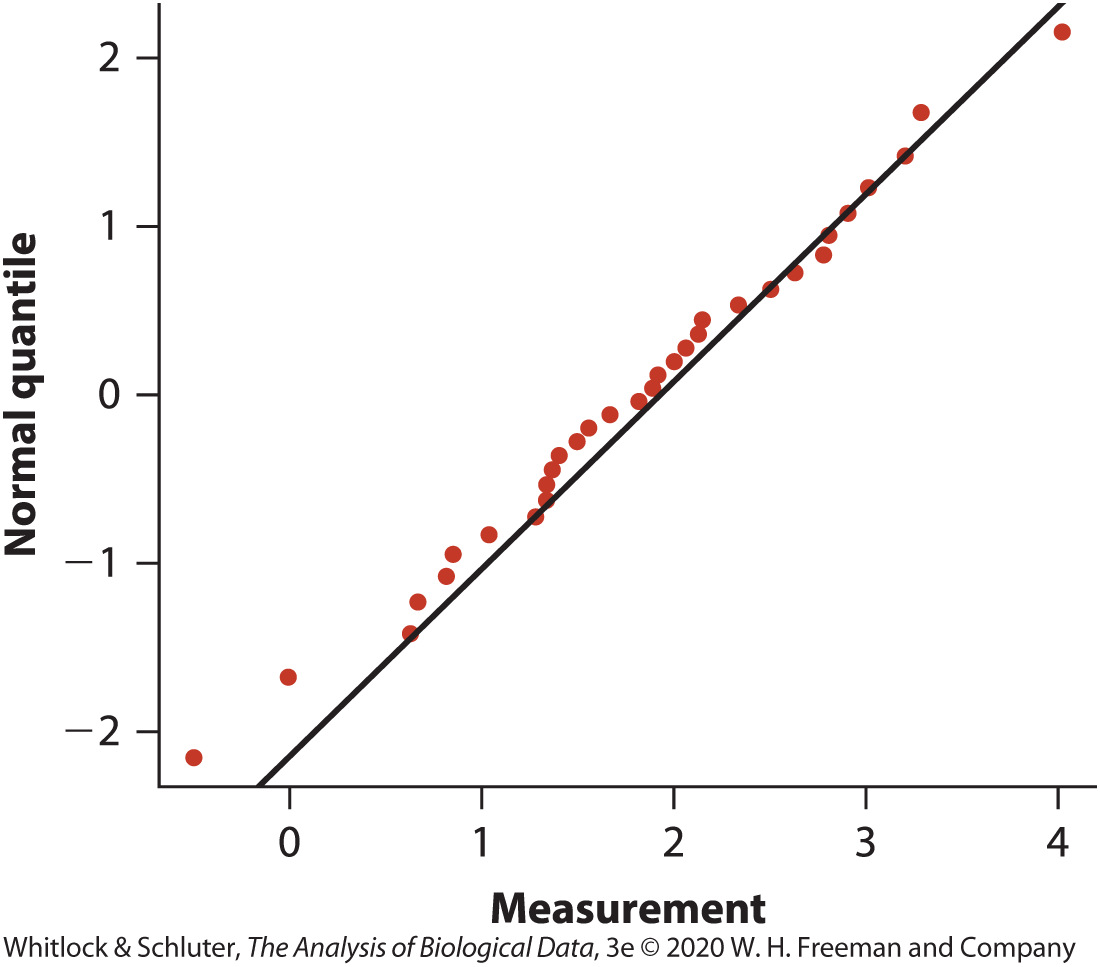 2
1
0
−1
−2
Normal quantile
0 1 2 3 4
Measurement
Whitlock & Schluter, The Analysis of Biological Data, 3e © 2020 W. H. Freeman and Company